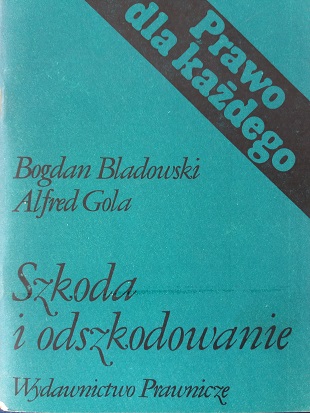 Prawo
dla każdego
Bogdan Bladowski
Alfred Gola
Szkoda
i odszkodowanie
Wydawnictwo Prawnicze